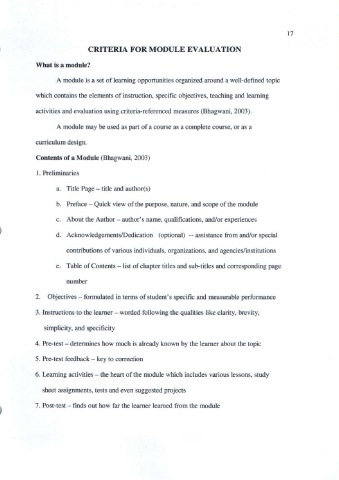 17
CRITERIA FOR MODULE EVALUATION
What is a module?
A module is a set of learning opportunities organized around a well-defined topic
which contains the elements of instruction, specific objectives, teaching and learning
activities and evaluation using criteria-referenced measures (Bhagwani, 2003).
A module may be used as part of a course as a complete course, or as a
curriculum design.
Contents of a Module (Bhagwani, 2003)
1. Preliminaries
a. Title Page – title and author(s)
b. Preface – Quick view of the purpose, nature, and scope of the module
c. About the Author – author's name, qualifications, and/or experiences
d. Acknowledgements/Dedication (optional) -- assistance from and/or special
contributions of various individuals, organizations, and agencies/institutions
e. Table of Contents – list of chapter titles and sub-titles and corresponding page
number
2. Objectives – formulated in terms of student's specific and measurable performance
3. Instructions to the learner – worded following the qualities like clarity, brevity,
simplicity, and specificity
4. Pre-test – determines how much is already known by the learner about the topic
5. Pre-test feedback – key to correction
6. Learning activities – the heart of the module which includes various lessons, study
sheet assignments, tests and even suggested projects
7. Post-test – finds out how far the learner learned from the module